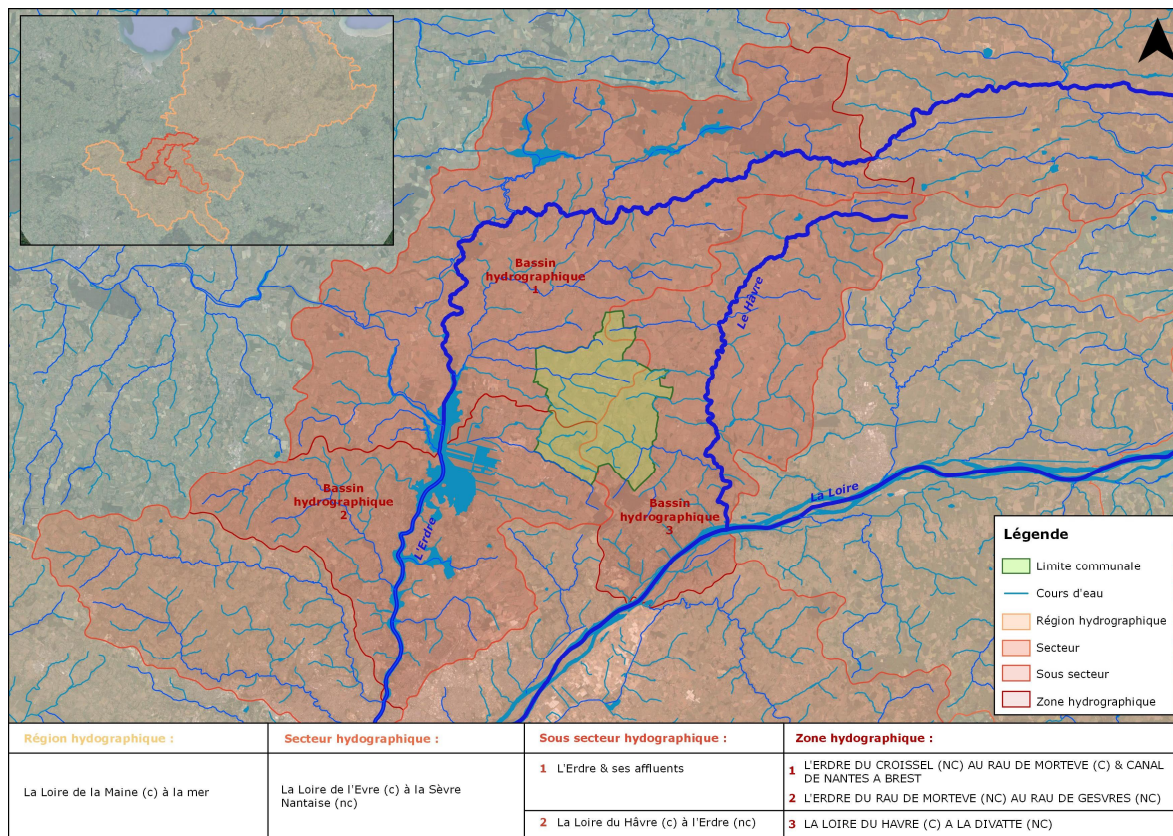 Bassin
hydrographique
1
Le Hâvre
Bassin
hydrographique
2
L'Erdre
Bassin
hydrographique
3
La Loire
Légende
Limite communale
Cours d'eau
Région hydrographique
Secteur
Sous secteur
Zone hydrographique
Région hydographique :
La Loire de la Maine (c) à la mer
Secteur hydographique :
La Loire de l'Evre (c) à la Sèvre
Nantaise (nc)
Sous secteur hydographique :
1 L'Erdre & ses affluents
2 La Loire du Hâvre (c) à l'Erdre (nc)
Zone hydographique :
1 L'ERDRE DU CROISSEL (NC) AU RAU DE MORTEVE (C) & CANAL
DE NANTES A BREST
2 L'ERDRE DU RAU DE MORTEVE (NC) AU RAU DE GESVRES (NC)
3 LA LOIRE DU HAVRE (C) A LA DIVATTE (NC)